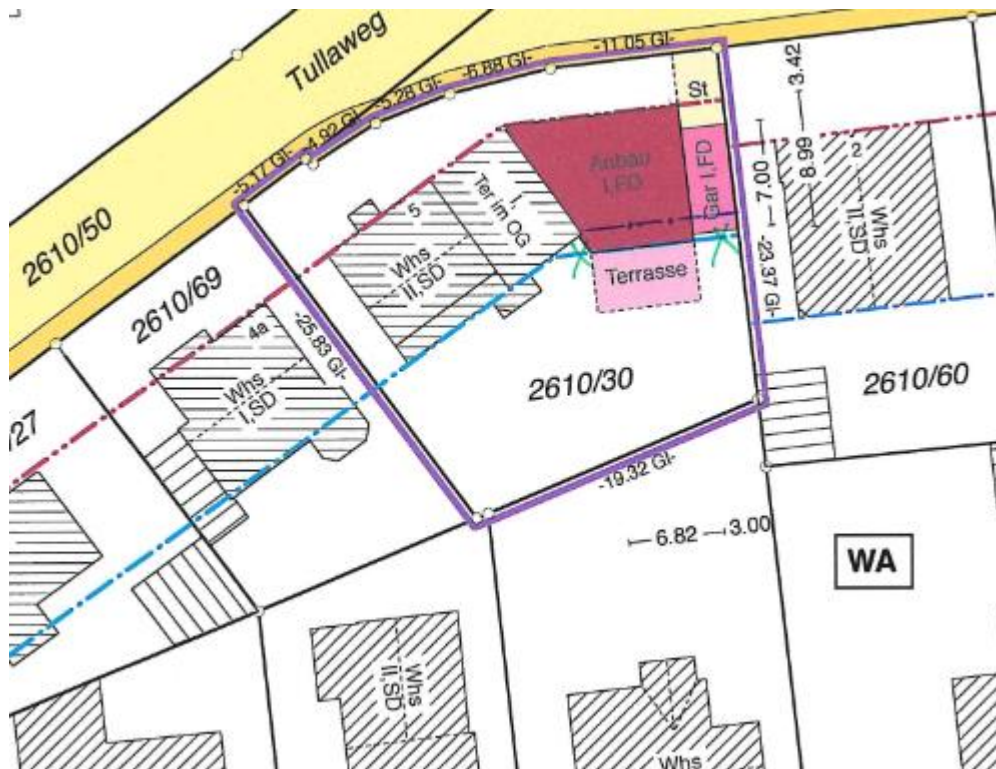 Tullaweg
-5.17 Gl-
-4.92 Gl-
-5.28 Gl-
-6.88 Gl-
-11.05 Gl-
St
3.42
8.99
7.00
-23.97 Gl-
2610/50
2610/69
Anbau
I,FD
Gar I,FD
I,
Ter im OG
5
Whs
II,SD
2
Whs
II,SD
Terrasse
4a
Whs
I,SD
-25.83 Gl-
2610/30
2610/60
-19.32 Gl-
6.82
3.00
WA
Whs
II,SD
Whs